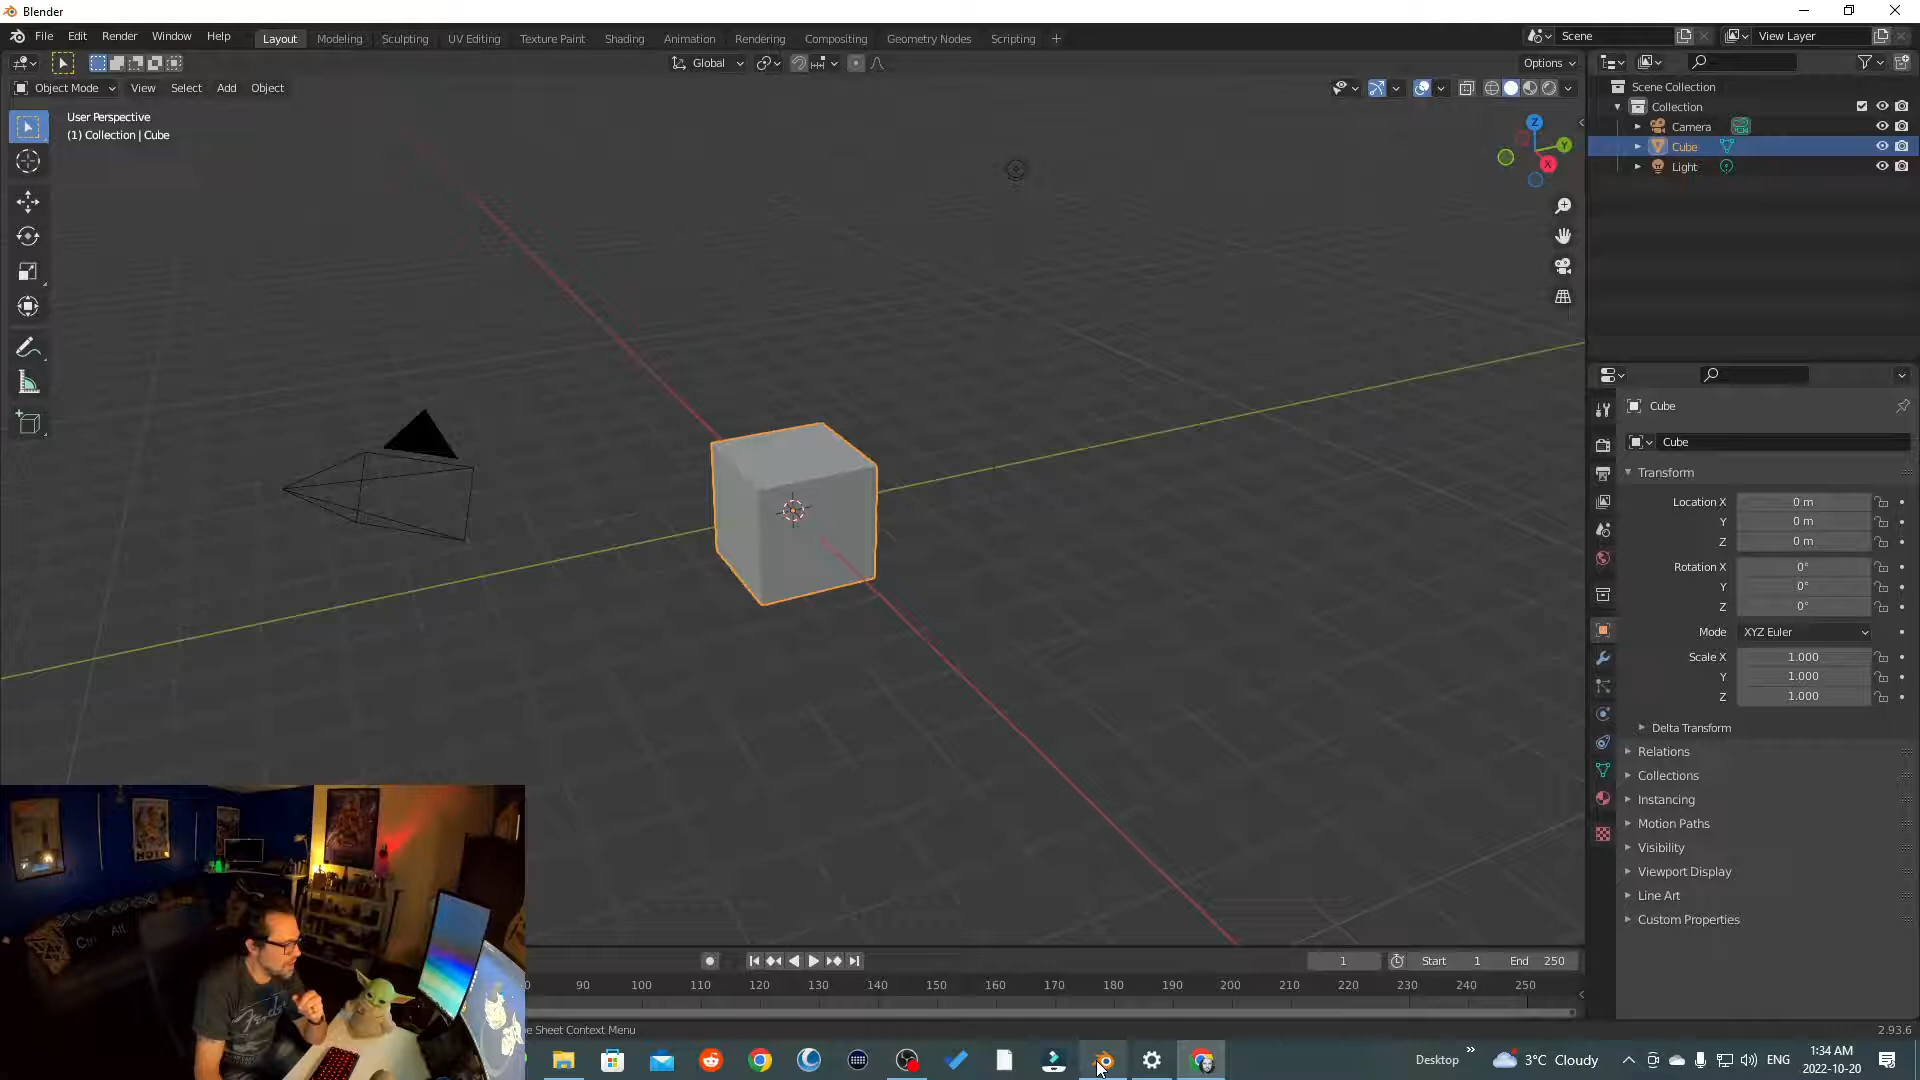 Blender
File Edit Render Window Help
Layout Modeling Sculpting UV Editing Texture Paint Shading Animation Rendering Compositing Geometry Nodes Scripting +
Scene
View Layer
Global
Options
Object Mode View Select Add Object
User Perspective
(1) Collection | Cube
Z
Y
X
Scene Collection
Collection
Camera
Cube
Light
Cube
Cube
Transform
Location X 0 m
Y 0 m
Z 0 m
Rotation X 0°
Y 0°
Z 0°
Mode XYZ Euler
Scale X 1.000
Y 1.000
Z 1.000
Delta Transform
Relations
Collections
Instancing
Motion Paths
Visibility
Viewport Display
Line Art
Custom Properties
Ctrl Alt
Fender
1 Start 1 End 250
90 100 110 120 130 140 150 160 170 180 190 200 210 220 230 240 250
Sheet Context Menu
2.93.6
Desktop
3°C Cloudy
ENG
1:34 AM
2022-10-20